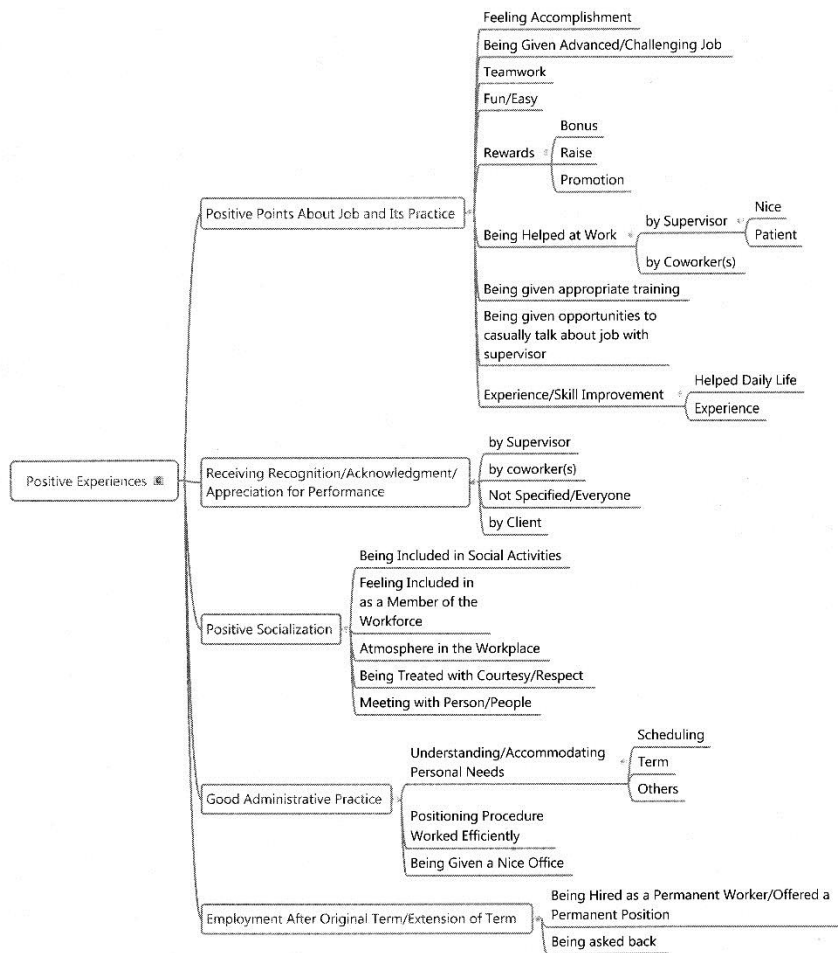 Positive Experiences
Positive Points About Job and Its Practice
Feeling Accomplishment
Being Given Advanced/Challenging Job
Teamwork
Fun/Easy
Rewards
Bonus
Raise
Promotion
Being Helped at Work
by Supervisor
Nice
Patient
by Coworker(s)
Being given appropriate training
Being given opportunities to
casually talk about job with
supervisor
Experience/Skill Improvement
Helped Daily Life
Experience
Receiving Recognition/Acknowledgment/
Appreciation for Performance
by Supervisor
by coworker(s)
Not Specified/Everyone
by Client
Positive Socialization
Being Included in Social Activities
Feeling Included in
as a Member of the
Workforce
Atmosphere in the Workplace
Being Treated with Courtesy/Respect
Meeting with Person/People
Good Administrative Practice
Understanding/Accommodating
Personal Needs
Scheduling
Term
Others
Positioning Procedure
Worked Efficiently
Being Given a Nice Office
Employment After Original Term/Extension of Term
Being Hired as a Permanent Worker/Offered a
Permanent Position
Being asked back